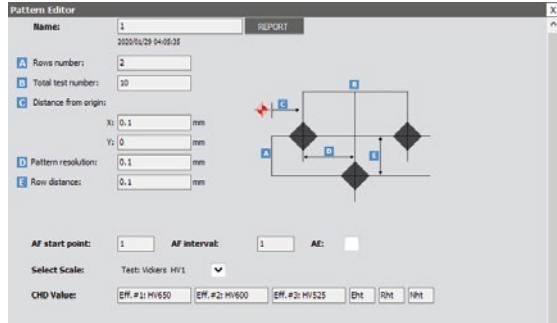 Pattern Editor X
Name: 1 REPORT
2020/01/29 04:05:35
A Rows number: 2
B Total test number: 10
C Distance from origin:
X: 0.1 mm
Y: 0 mm
D Pattern resolution: 0.1 mm
E Row distance: 0.1 mm
B
C
A D E
AF start point: 1 AF interval: 1 AE:
Select Scale: Test: Vickers HV1
CHD Value: Eff.#1: HV650 Eff.#2: HV600 Eff.#3: HV525 Eht Rht Nht